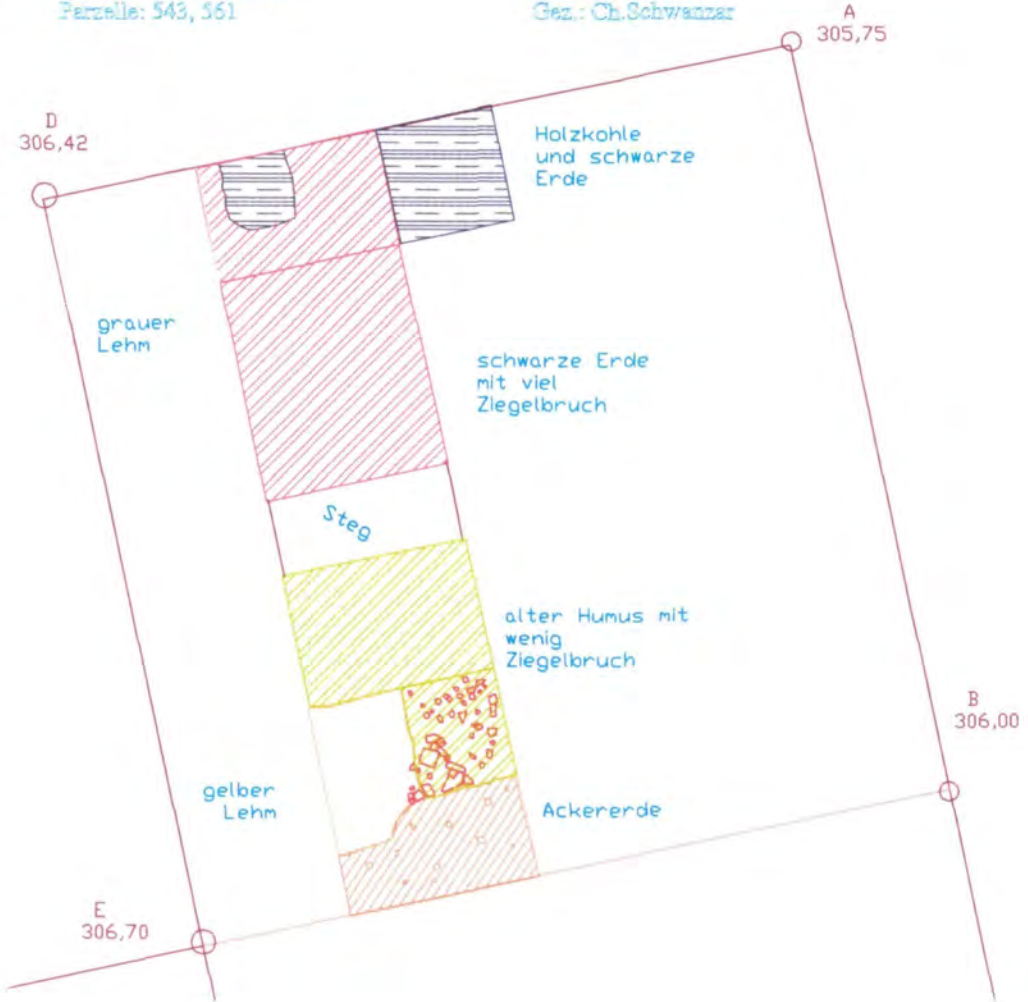 Parzelle: 543, 561
Gez.: Ch.Schwanzar
A
305,75
D
306,42
Holzkohle
und schwarze
Erde
grauer
Lehm
schwarze Erde
mit viel
Ziegelbruch
Steg
alter Humus mit
wenig
Ziegelbruch
B
306,00
gelber
Lehm
Ackererde
E
306,70